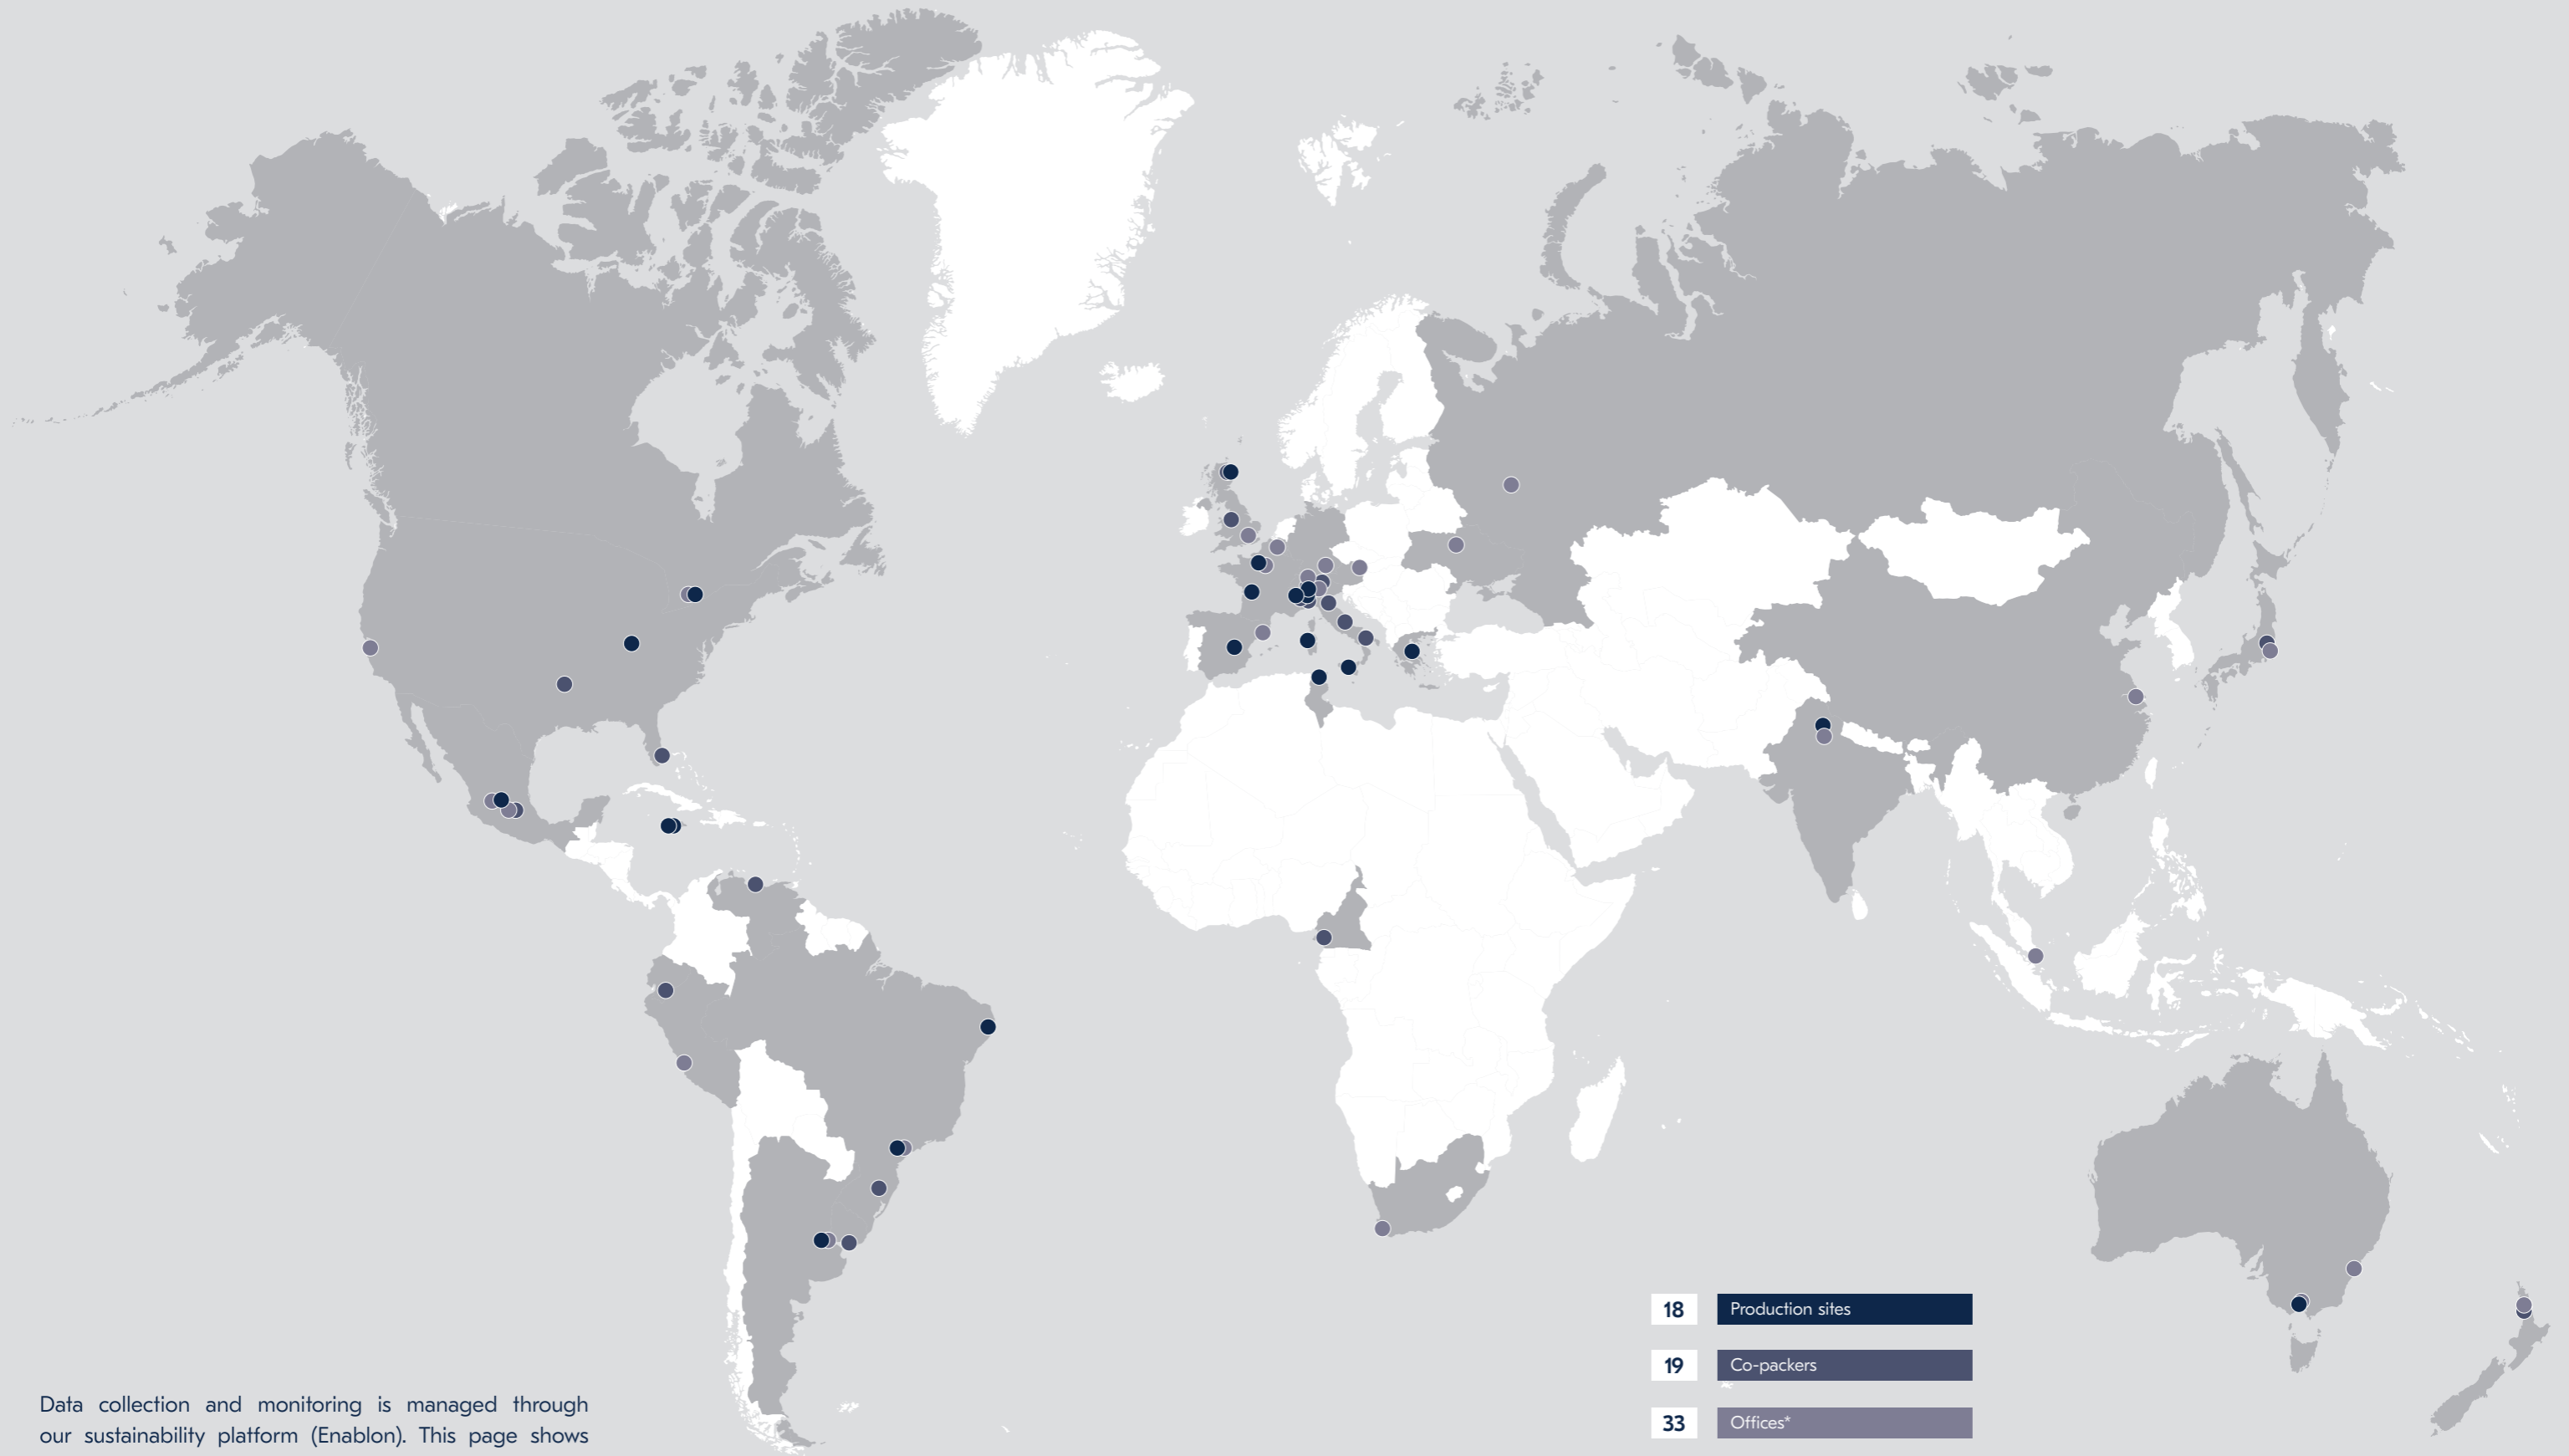 18 Production sites
19 Co-packers
33 Offices*
Data collection and monitoring is managed through
our sustainability platform (Enablon). This page shows